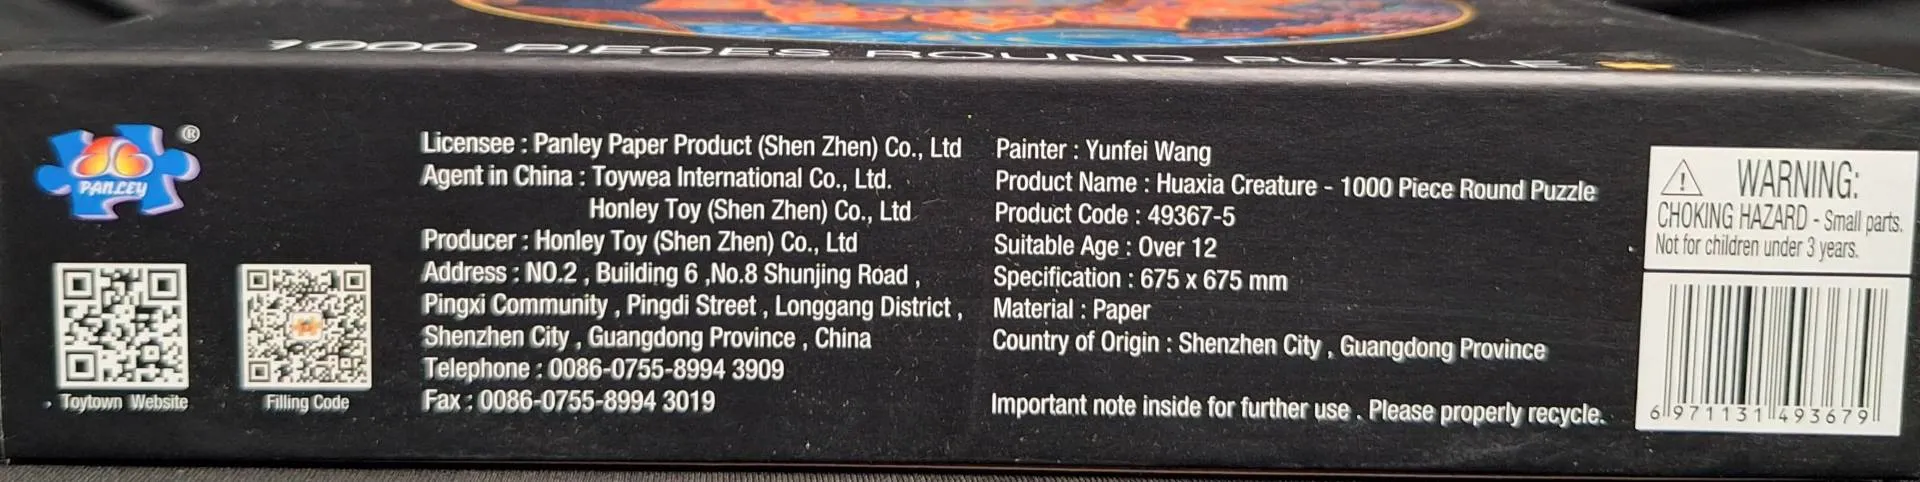 1000 PIECES ROUND PUZZLE
®
PANLEY
Toytown Website
Filling Code
Licensee : Panley Paper Product (Shen Zhen) Co., Ltd
Agent in China : Toywea International Co., Ltd.
Honley Toy (Shen Zhen) Co., Ltd
Producer : Honley Toy (Shen Zhen) Co., Ltd
Address : NO.2 , Building 6 ,No.8 Shunjing Road ,
Pingxi Community , Pingdi Street , Longgang District ,
Shenzhen City , Guangdong Province , China
Telephone : 0086-0755-8994 3909
Fax : 0086-0755-8994 3019
Painter : Yunfei Wang
Product Name : Huaxia Creature - 1000 Piece Round Puzzle
Product Code : 49367-5
Suitable Age : Over 12
Specification : 675 x 675 mm
Material : Paper
Country of Origin : Shenzhen City , Guangdong Province
Important note inside for further use . Please properly recycle.
WARNING:
CHOKING HAZARD - Small parts.
Not for children under 3 years.
6 971131 493679